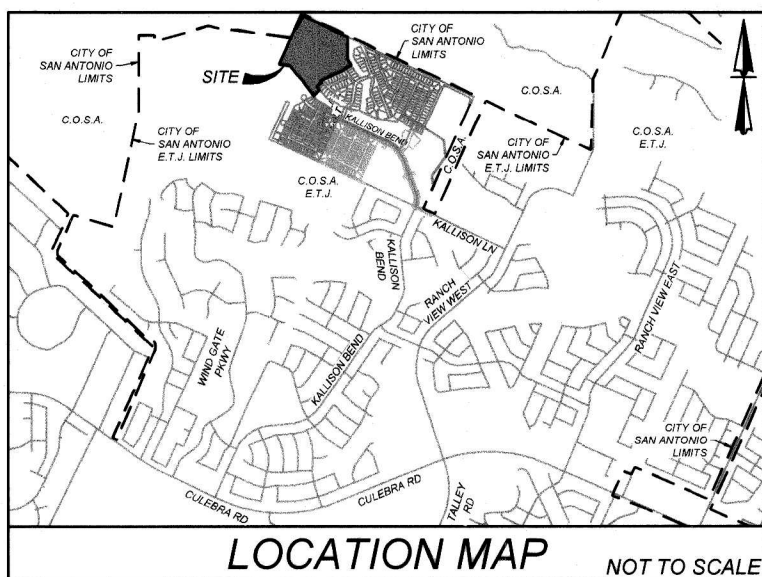 CITY OF
SAN ANTONIO
LIMITS
CITY OF
SAN ANTONIO
LIMITS
SITE
C.O.S.A.
C.O.S.A.
CITY OF
SAN ANTONIO
E.T.J. LIMITS
KALLISON BEND
C.O.S.A.
CITY OF
SAN ANTONIO
E.T.J. LIMITS
C.O.S.A.
E.T.J.
C.O.S.A.
E.T.J.
KALLISON LN
KALLISON
BEND
RANCH
VIEW WEST
RANCH VIEW EAST
WIND GATE
PKWY
KALLISON BEND
CITY OF
SAN ANTONIO
LIMITS
CULEBRA RD
CULEBRA RD
TALLEY
RD
LOCATION MAP
NOT TO SCALE